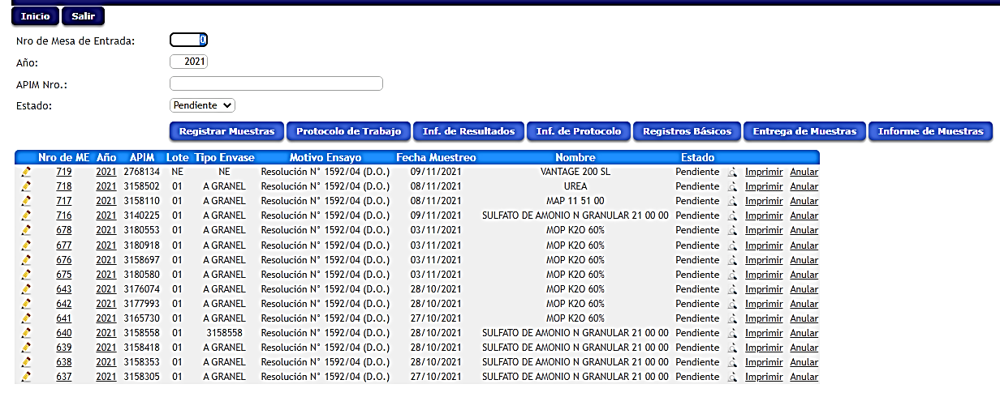 Inicio Salir
Nro de Mesa de Entrada: 0
Año: 2021
APIM Nro.:
Estado: Pendiente
Registrar Muestras Protocolo de Trabajo Inf. de Resultados Inf. de Protocolo Registros Básicos Entrega de Muestras Informe de Muestras
Nro de ME Año APIM Lote Tipo Envase Motivo Ensayo Fecha Muestreo Nombre Estado
719 2021 2768134 NE NE Resolución N° 1592/04 (D.O.) 09/11/2021 VANTAGE 200 SL Pendiente Imprimir Anular
718 2021 3158502 01 A GRANEL Resolución N° 1592/04 (D.O.) 08/11/2021 UREA Pendiente Imprimir Anular
717 2021 3158110 01 A GRANEL Resolución N° 1592/04 (D.O.) 08/11/2021 MAP 11 51 00 Pendiente Imprimir Anular
716 2021 3140225 01 A GRANEL Resolución N° 1592/04 (D.O.) 09/11/2021 SULFATO DE AMONIO N GRANULAR 21 00 00 Pendiente Imprimir Anular
678 2021 3180553 01 A GRANEL Resolución N° 1592/04 (D.O.) 03/11/2021 MOP K2O 60% Pendiente Imprimir Anular
677 2021 3180918 01 A GRANEL Resolución N° 1592/04 (D.O.) 03/11/2021 MOP K2O 60% Pendiente Imprimir Anular
676 2021 3158697 01 A GRANEL Resolución N° 1592/04 (D.O.) 03/11/2021 MOP K2O 60% Pendiente Imprimir Anular
675 2021 3180580 01 A GRANEL Resolución N° 1592/04 (D.O.) 03/11/2021 MOP K2O 60% Pendiente Imprimir Anular
643 2021 3176074 01 A GRANEL Resolución N° 1592/04 (D.O.) 28/10/2021 MOP K2O 60% Pendiente Imprimir Anular
642 2021 3177993 01 A GRANEL Resolución N° 1592/04 (D.O.) 28/10/2021 MOP K2O 60% Pendiente Imprimir Anular
641 2021 3165730 01 A GRANEL Resolución N° 1592/04 (D.O.) 27/10/2021 MOP K2O 60% Pendiente Imprimir Anular
640 2021 3158558 01 3158558 Resolución N° 1592/04 (D.O.) 28/10/2021 SULFATO DE AMONIO N GRANULAR 21 00 00 Pendiente Imprimir Anular
639 2021 3158418 01 A GRANEL Resolución N° 1592/04 (D.O.) 28/10/2021 SULFATO DE AMONIO N GRANULAR 21 00 00 Pendiente Imprimir Anular
638 2021 3158353 01 A GRANEL Resolución N° 1592/04 (D.O.) 28/10/2021 SULFATO DE AMONIO N GRANULAR 21 00 00 Pendiente Imprimir Anular
637 2021 3158305 01 A GRANEL Resolución N° 1592/04 (D.O.) 27/10/2021 SULFATO DE AMONIO N GRANULAR 21 00 00 Pendiente Imprimir Anular